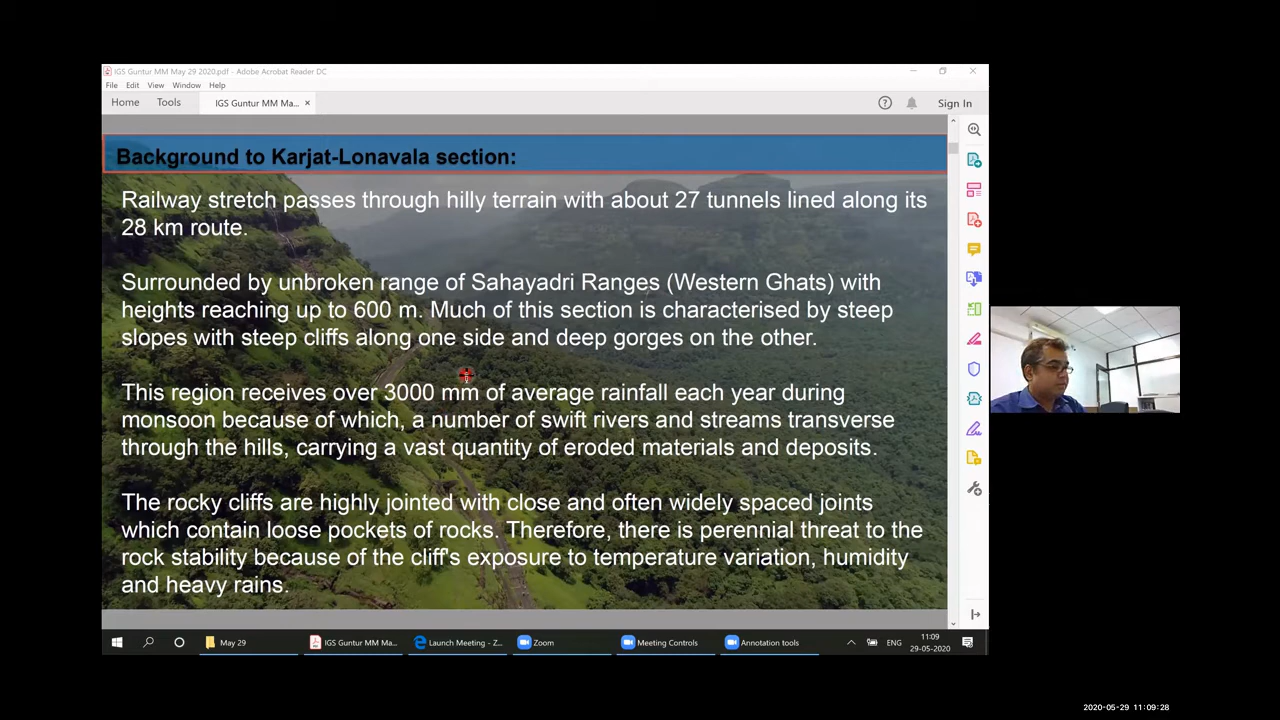 IGS Guntur MM May 29 2020.pdf - Adobe Acrobat Reader DC
File Edit View Window Help
Home Tools IGS Guntur MM Ma... × Sign In
Background to Karjat-Lonavala section:
Railway stretch passes through hilly terrain with about 27 tunnels lined along its
28 km route.
Surrounded by unbroken range of Sahayadri Ranges (Western Ghats) with
heights reaching up to 600 m. Much of this section is characterised by steep
slopes with steep cliffs along one side and deep gorges on the other.
This region receives over 3000 mm of average rainfall each year during
monsoon because of which, a number of swift rivers and streams transverse
through the hills, carrying a vast quantity of eroded materials and deposits.
The rocky cliffs are highly jointed with close and often widely spaced joints
which contain loose pockets of rocks. Therefore, there is perennial threat to the
rock stability because of the cliff's exposure to temperature variation, humidity
and heavy rains.
May 29 IGS Guntur MM Ma... Launch Meeting - Z... Zoom Meeting Controls Annotation tools ENG 11:09
29-05-2020
2020-05-29 11:09:28